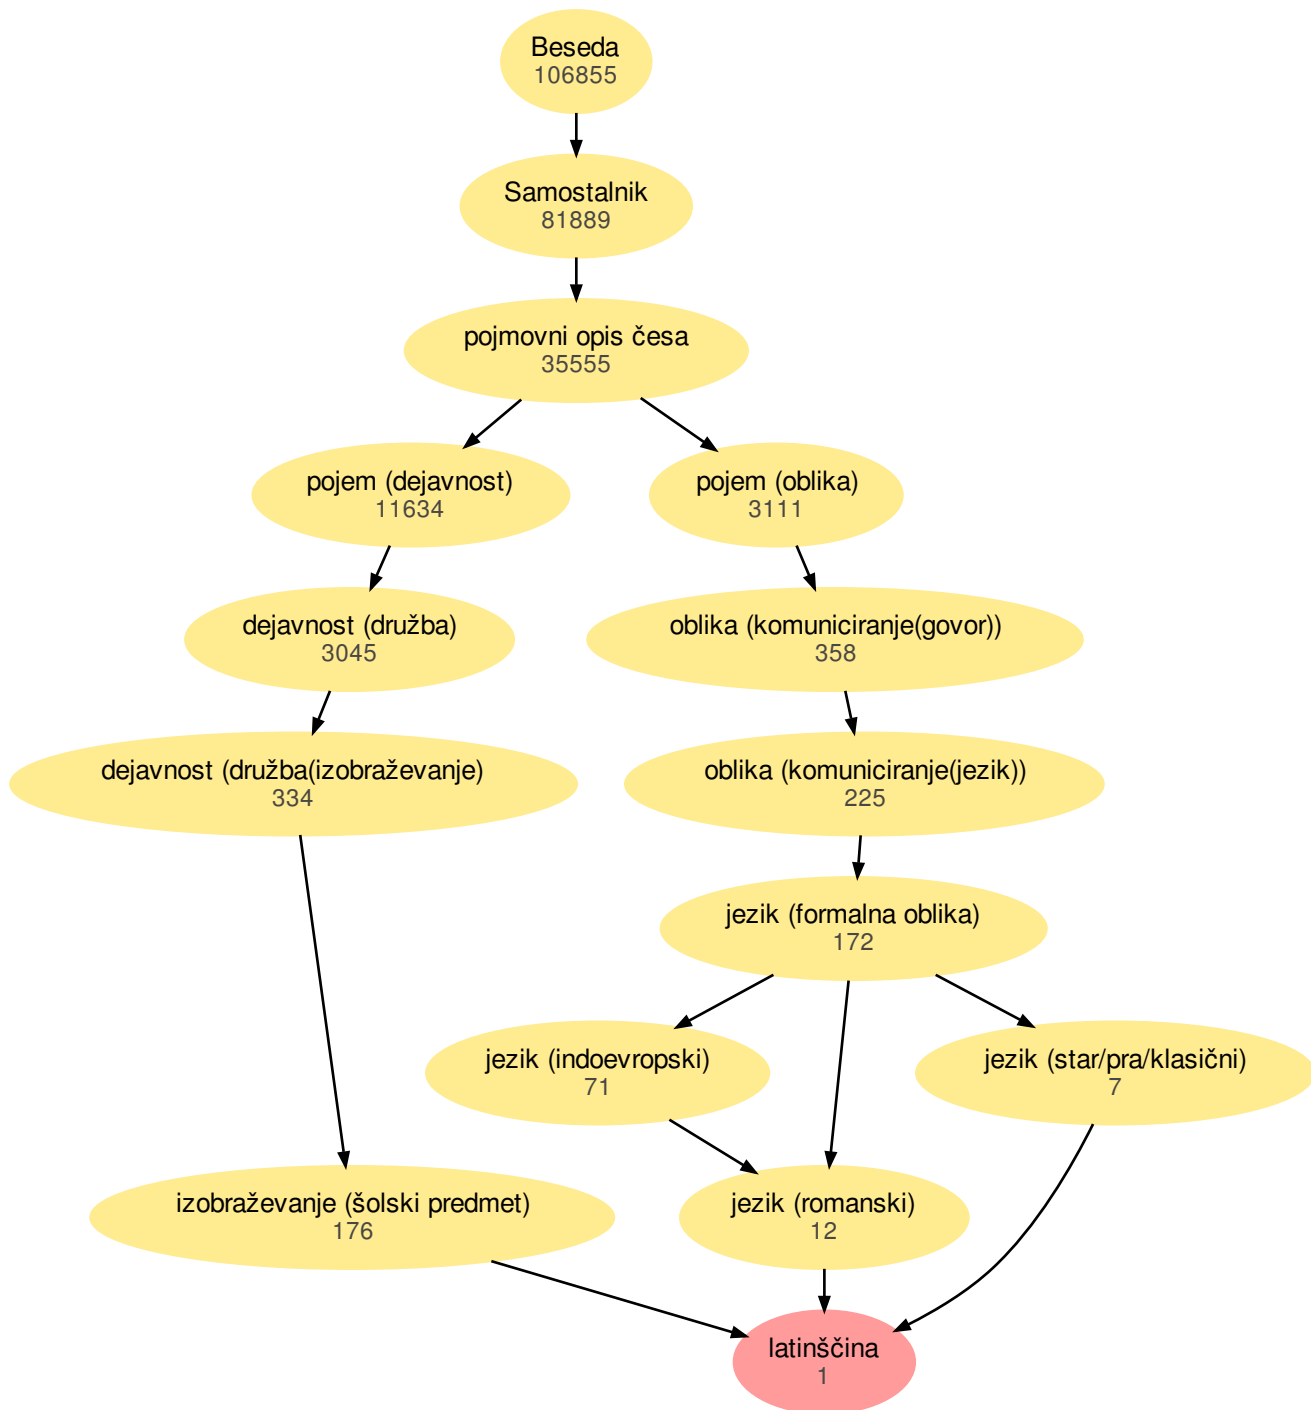 Beseda
106855
Samostalnik
81889
pojmovni opis česa
35555
pojem (dejavnost)
11634
pojem (oblika)
3111
dejavnost (družba)
3045
oblika (komuniciranje(govor))
358
dejavnost (družba(izobraževanje)
334
oblika (komuniciranje(jezik))
225
jezik (formalna oblika)
172
jezik (indoevropski)
71
jezik (star/pra/klasični)
7
izobraževanje (šolski predmet)
176
jezik (romanski)
12
latinščina
1